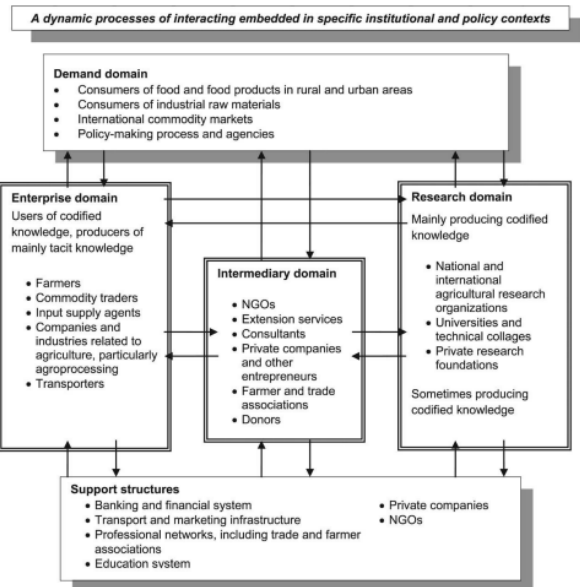 A dynamic processes of interacting embedded in specific institutional and policy contexts
Demand domain
• Consumers of food and food products in rural and urban areas
• Consumers of industrial raw materials
• International commodity markets
• Policy-making process and agencies
Enterprise domain
Users of codified
knowledge, producers of
mainly tacit knowledge
• Farmers
• Commodity traders
• Input supply agents
• Companies and
industries related to
agriculture, particularly
agroprocessing
• Transporters
Intermediary domain
• NGOs
• Extension services
• Consultants
• Private companies
and other
entrepreneurs
• Farmer and trade
associations
• Donors
Research domain
Mainly producing codified
knowledge
• National and
international
agricultural research
organizations
• Universities and
technical collages
• Private research
foundations
Sometimes producing
codified knowledge
Support structures
• Banking and financial system
• Transport and marketing infrastructure
• Professional networks, including trade and farmer
associations
• Education system
• Private companies
• NGOs